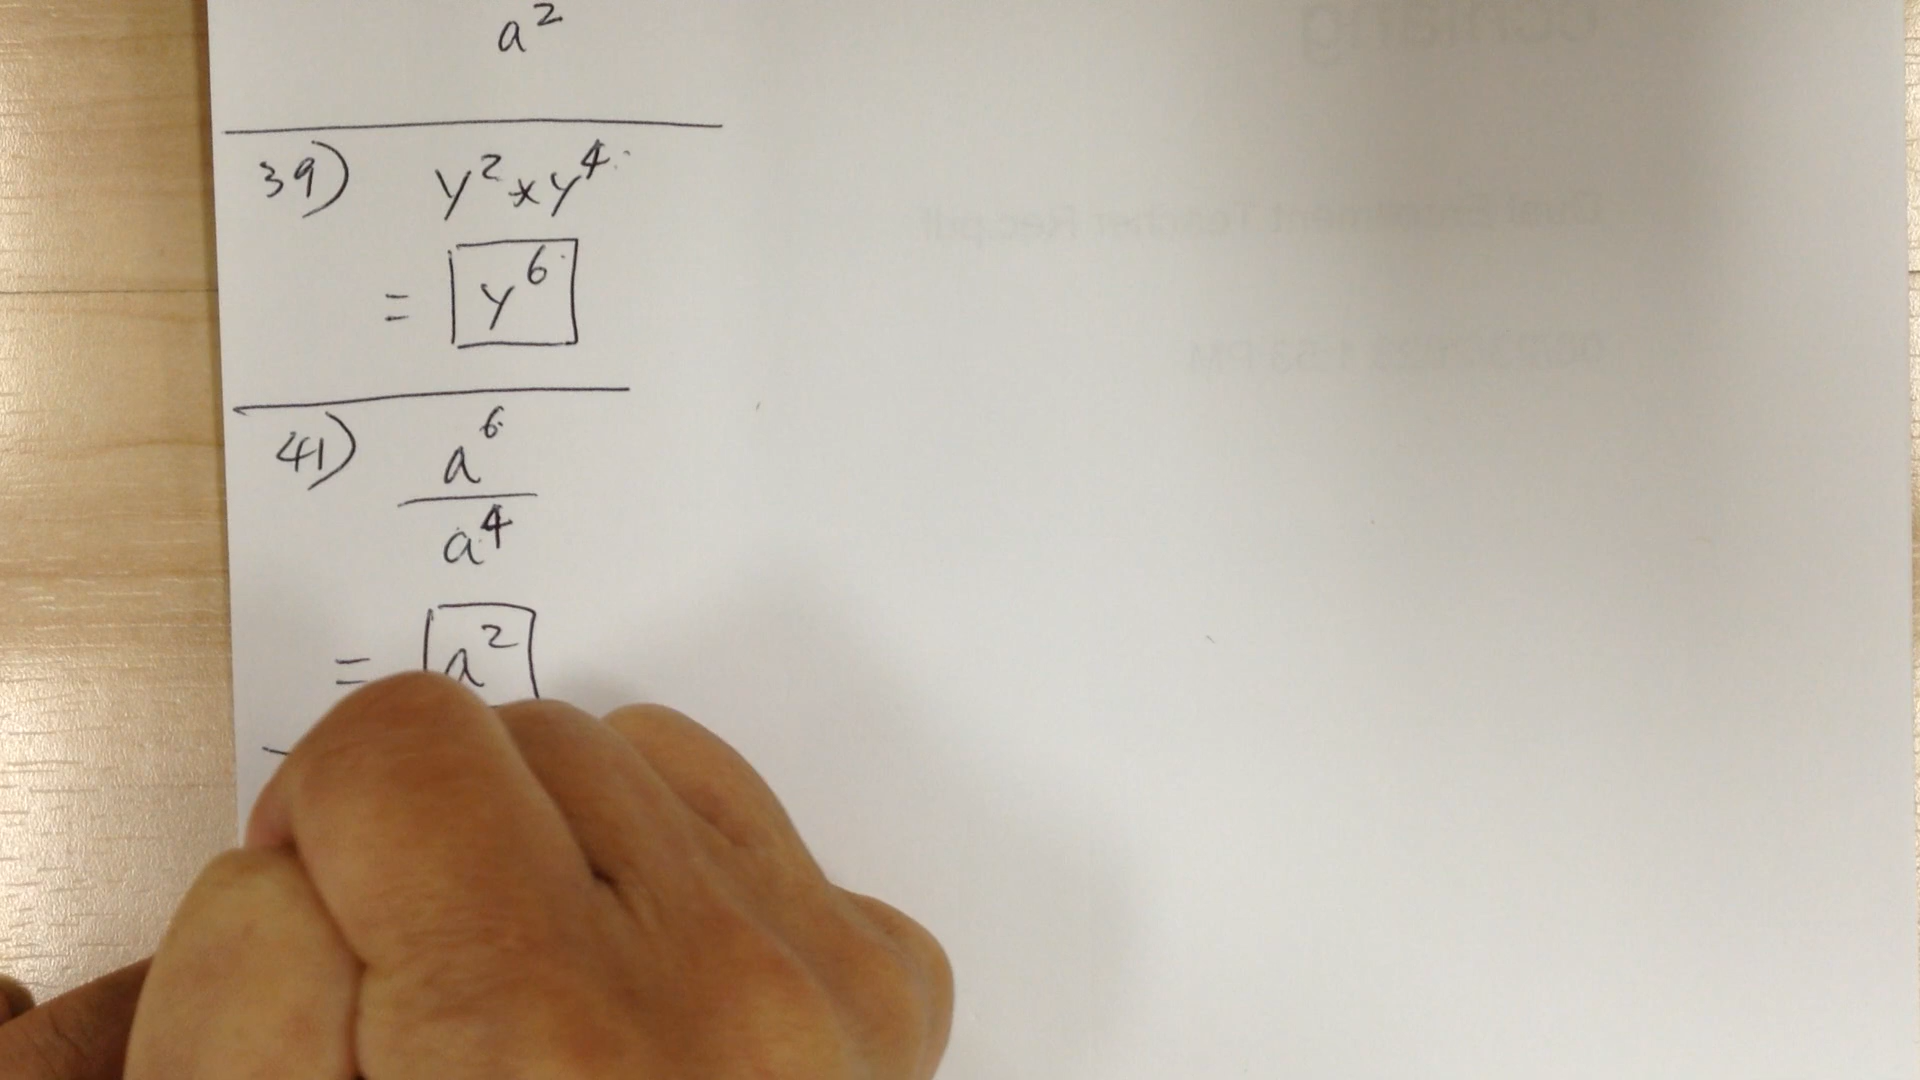 a²
39) y² * y⁴
= y⁶
41) a⁶
a⁴
= a²